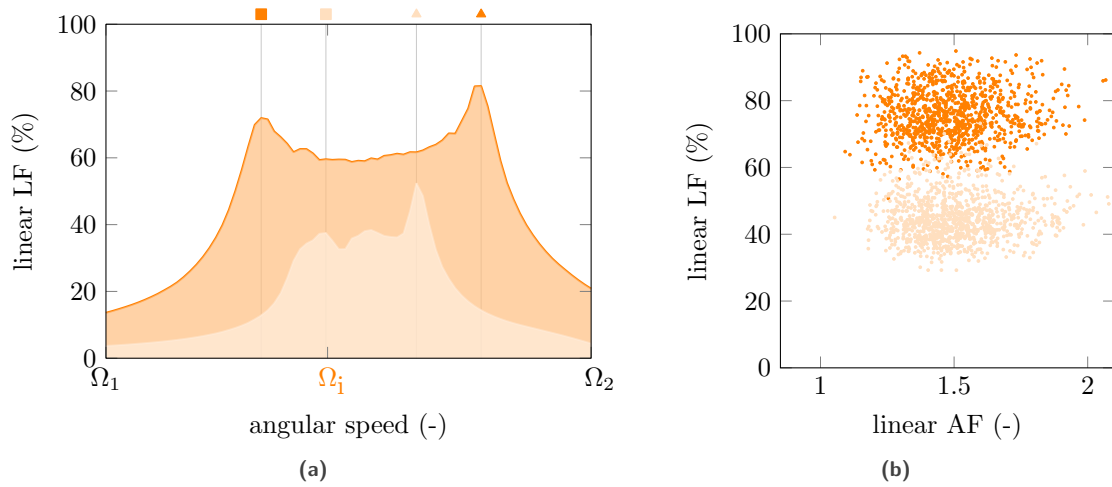 100
80
60
40
20
0
linear LF (%)
Ω1
Ωi
Ω2
angular speed (-)
(a)
100
80
60
40
20
0
linear LF (%)
1
1.5
2
linear AF (-)
(b)